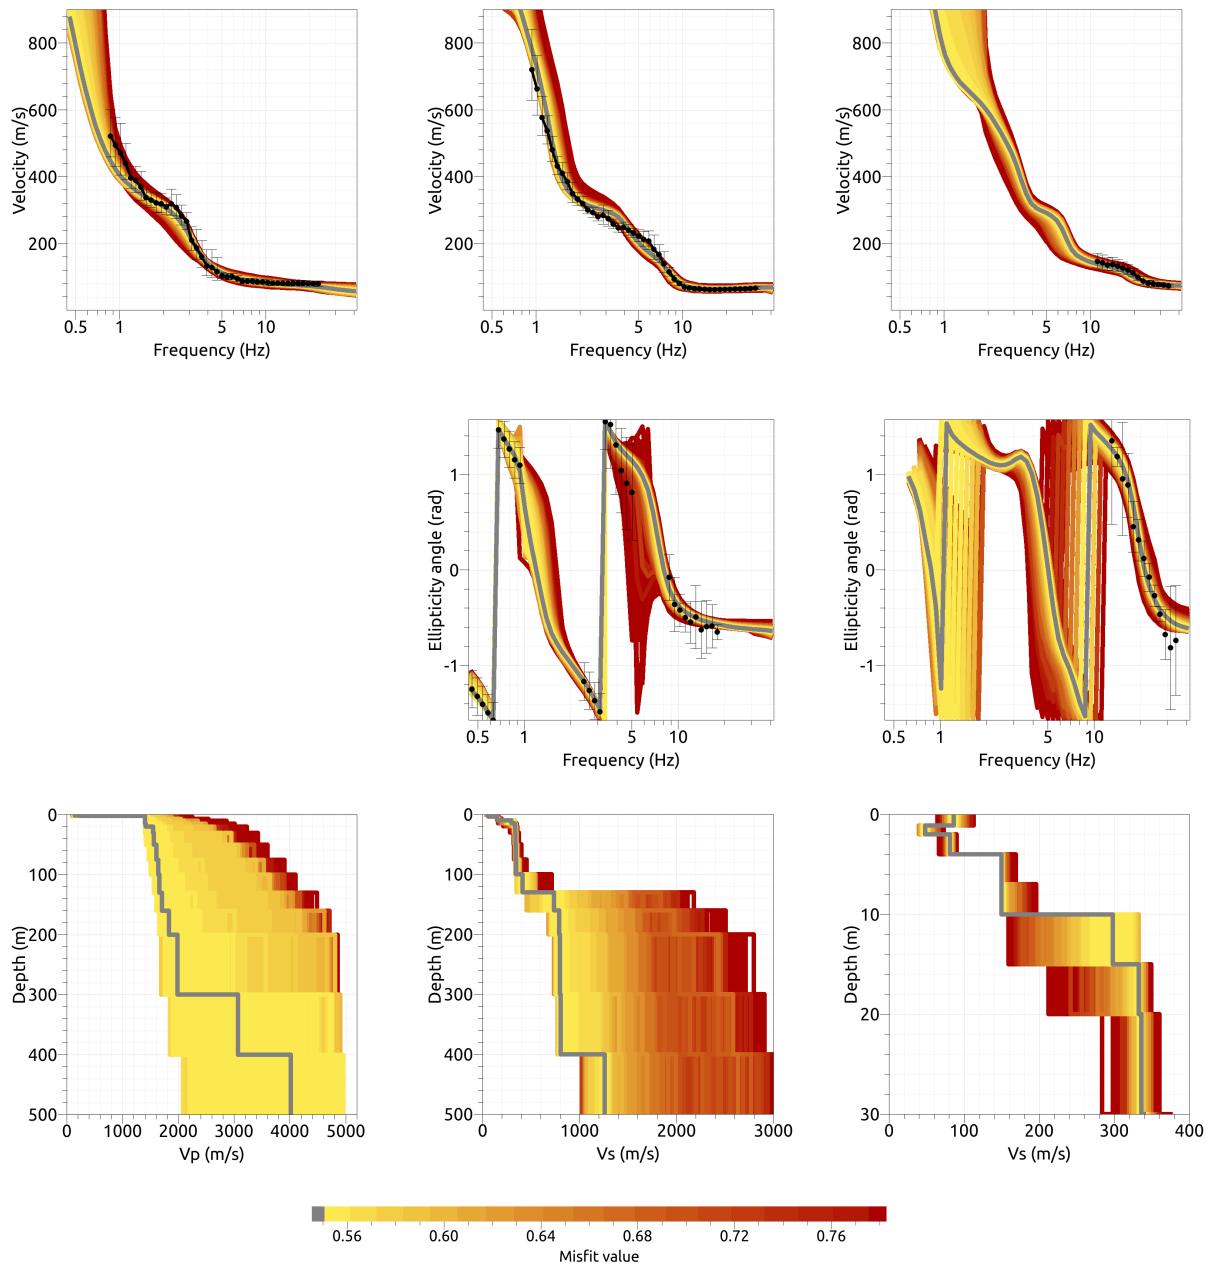 800
600
400
200
Velocity (m/s)
0.5 1 5 10
Frequency (Hz)
800
600
400
200
Velocity (m/s)
0.5 1 5 10
Frequency (Hz)
800
600
400
200
Velocity (m/s)
0.5 1 5 10
Frequency (Hz)
1
0
-1
Ellipticity angle (rad)
0.5 1 5 10
Frequency (Hz)
1
0
-1
Ellipticity angle (rad)
0.5 1 5 10
Frequency (Hz)
0
100
200
300
400
500
Depth (m)
0 1000 2000 3000 4000 5000
Vp (m/s)
0
100
200
300
400
500
Depth (m)
0 1000 2000 3000
Vs (m/s)
0
10
20
30
Depth (m)
0 100 200 300 400
Vs (m/s)
0.56 0.60 0.64 0.68 0.72 0.76
Misfit value